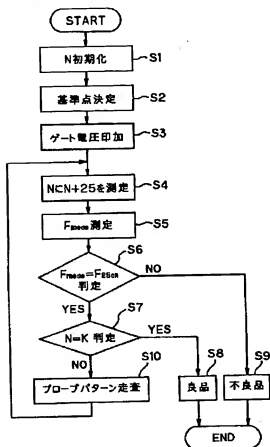 START
N初期化
S1
基準点決定
S2
ゲート電圧印加
S3
NにN+25を測定
S4
Fmeas測定
S5
S6
Fmeas=F25ch
判定
NO
YES
S7
N=K 判定
YES
NO
S10
プローブパターン走査
S8
良品
S9
不良品
END